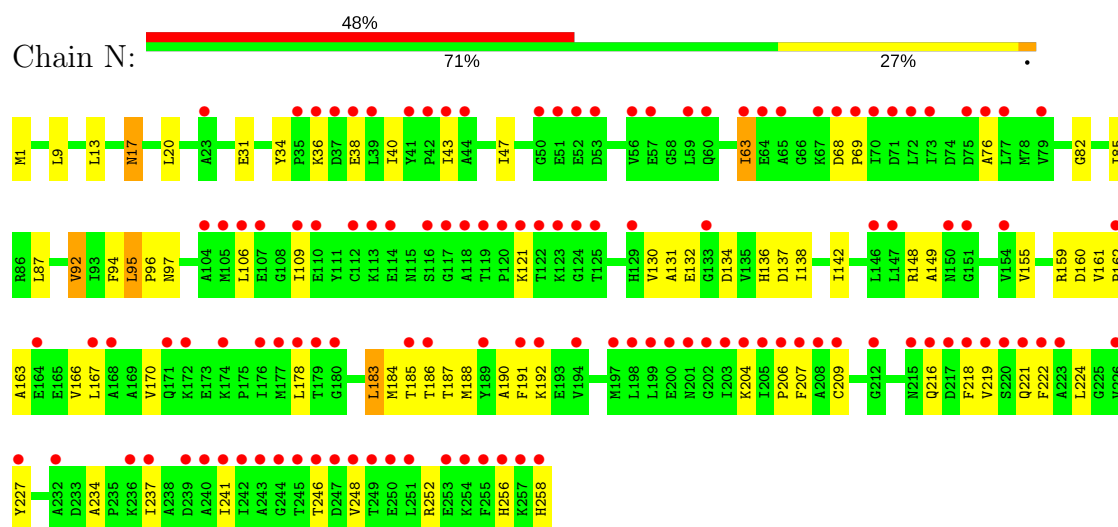 48%
Chain N:
71% 27% •
M1 L9 L13 N17 L20 A23 E31 Y34 P35 K36 D37 E38 L39 I40 Y41 P42 I43 A44 I47 G50 E51 E52 D53 V56 E57 G58 L59 Q60 I63 E64 A65 G66 K67 D68 P69 I70 D71 L72 I73 D74 D75 A76 L77 M78 V79 G82 I85
R86 L87 V92 I93 F94 L95 P96 N97 A104 M105 L106 E107 G108 I109 E110 Y111 C112 K113 E114 N115 S116 G117 A118 T119 P120 K121 T122 K123 G124 T125 H129 V130 A131 E132 G133 D134 V135 H136 D137 I138 I142 L146 L147 R148 A149 N150 G151 V154 V155 R159 D160 V161 P162
A163 E164 E165 V166 L167 A168 A169 V170 Q171 K172 E173 K174 P175 I176 M177 L178 T179 G180 L183 M184 T185 T186 T187 M188 Y189 A190 F191 K192 E193 V194 M197 L198 L199 E200 N201 G202 I203 K204 I205 P206 F207 A208 C209 G212 N215 Q216 D217 F218 V219 S220 Q221 F222 A223 L224 G225 V226
Y227 A232 D233 A234 P235 K236 I237 A238 D239 A240 I241 I242 A243 G244 T245 T246 D247 V248 T249 E250 L251 R252 E253 K254 F255 H256 K257 H258